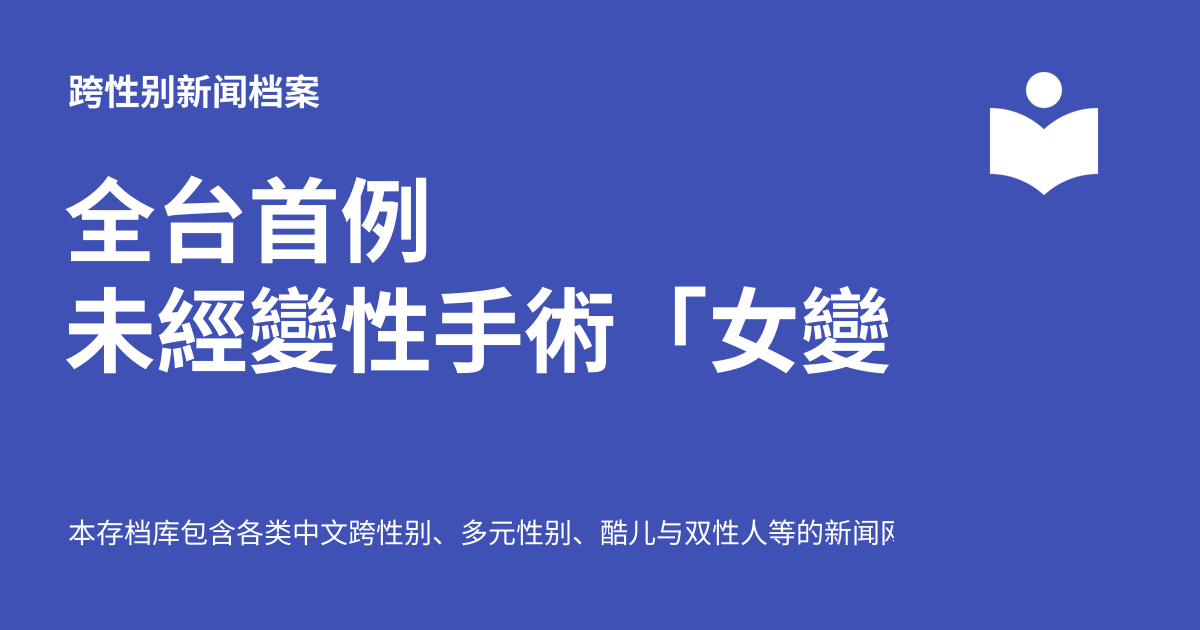 跨性别新闻档案
全台首例
未經變性手術「女變
本存档库包含各类中文跨性别、多元性别、酷儿与双性人等的新闻网